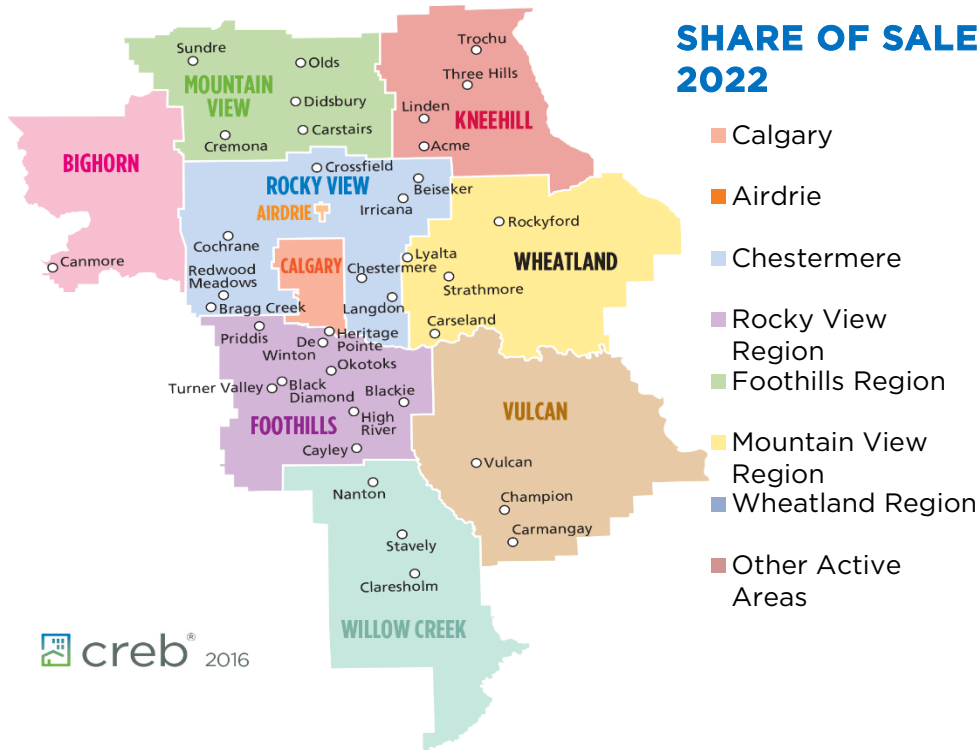 SHARE OF SALE
2022
Calgary
Airdrie
Chestermere
Rocky View
Region
Foothills Region
Mountain View
Region
Wheatland Region
Other Active
Areas
Sundre
Olds
MOUNTAIN
VIEW
Didsbury
Carstairs
Cremona
Trochu
Three Hills
Linden
KNEEHILL
Acme
BIGHORN
Canmore
Crossfield
ROCKY VIEW
Beiseker
Irricana
AIRDRIE
Cochrane
CALGARY
Chestermere
Redwood
Meadows
Bragg Creek
Langdon
Rockyford
Lyalta
WHEATLAND
Strathmore
Carseland
Priddis
De
Winton
Heritage
Pointe
Okotoks
Turner Valley
Black
Diamond
Blackie
FOOTHILLS
High
River
Cayley
VULCAN
Vulcan
Champion
Carmangay
Nanton
Stavely
Claresholm
WILLOW CREEK
creb® 2016